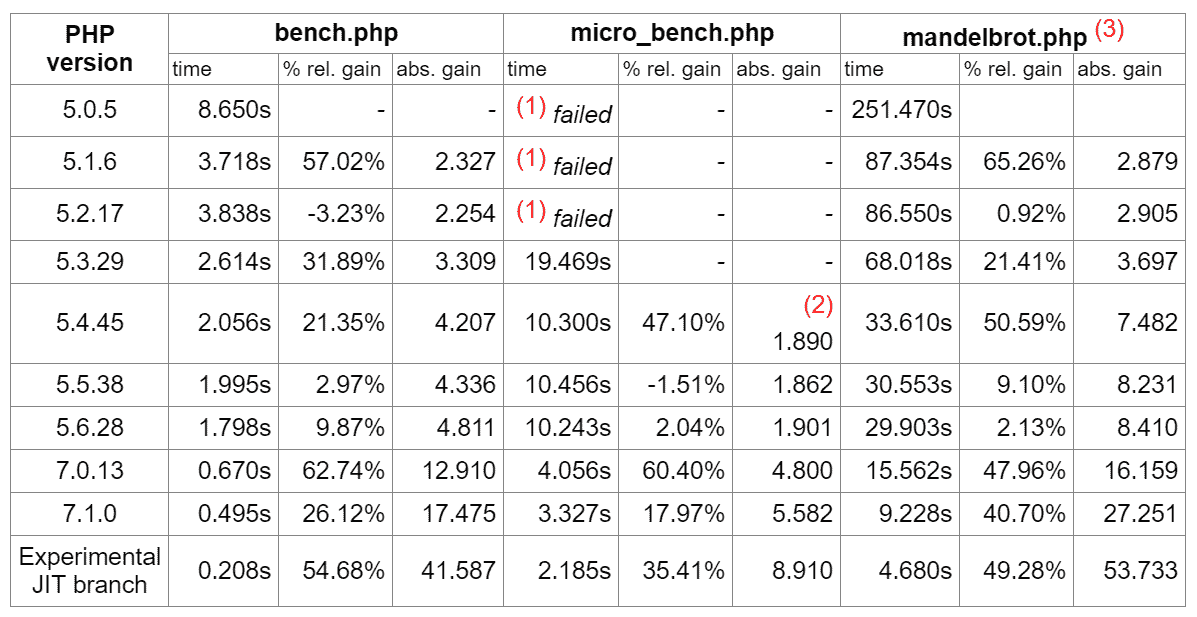 PHP version bench.php micro_bench.php mandelbrot.php (3)
time % rel. gain abs. gain time % rel. gain abs. gain time % rel. gain abs. gain
5.0.5 8.650s - - (1) failed - - 251.470s
5.1.6 3.718s 57.02% 2.327 (1) failed - - 87.354s 65.26% 2.879
5.2.17 3.838s -3.23% 2.254 (1) failed - - 86.550s 0.92% 2.905
5.3.29 2.614s 31.89% 3.309 19.469s - - 68.018s 21.41% 3.697
5.4.45 2.056s 21.35% 4.207 10.300s 47.10% (2) 1.890 33.610s 50.59% 7.482
5.5.38 1.995s 2.97% 4.336 10.456s -1.51% 1.862 30.553s 9.10% 8.231
5.6.28 1.798s 9.87% 4.811 10.243s 2.04% 1.901 29.903s 2.13% 8.410
7.0.13 0.670s 62.74% 12.910 4.056s 60.40% 4.800 15.562s 47.96% 16.159
7.1.0 0.495s 26.12% 17.475 3.327s 17.97% 5.582 9.228s 40.70% 27.251
Experimental JIT branch 0.208s 54.68% 41.587 2.185s 35.41% 8.910 4.680s 49.28% 53.733